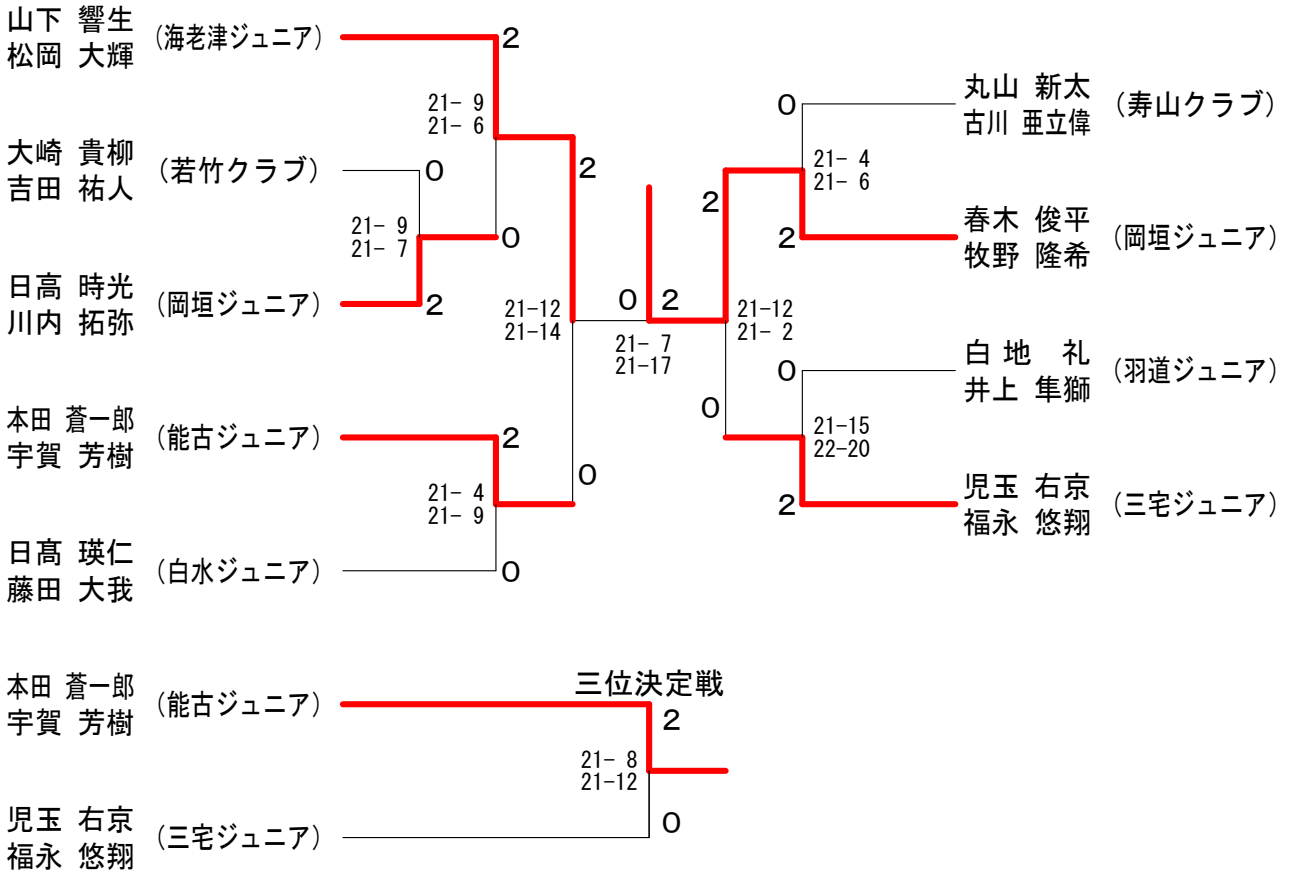 山下 響生
松岡 大輝
(海老津ジュニア)
2
21- 9
21- 6
大崎 貴柳
吉田 祐人
(若竹クラブ)
0
21- 9
21- 7
0
日高 時光
川内 拓弥
(岡垣ジュニア)
2
2
21-12
21-14
本田 蒼一郎
宇賀 芳樹
(能古ジュニア)
2
21- 4
21- 9
0
日髙 瑛仁
藤田 大我
(白水ジュニア)
0
0 2
21- 7
21-17
丸山 新太
古川 亜立偉
(寿山クラブ)
0
21- 4
21- 6
2
春木 俊平
牧野 隆希
(岡垣ジュニア)
2
21-12
21- 2
白地 礼
井上 隼獅
(羽道ジュニア)
0
0
21-15
22-20
児玉 右京
福永 悠翔
(三宅ジュニア)
2
三位決定戦
本田 蒼一郎
宇賀 芳樹
(能古ジュニア)
2
21- 8
21-12
児玉 右京
福永 悠翔
(三宅ジュニア)
0